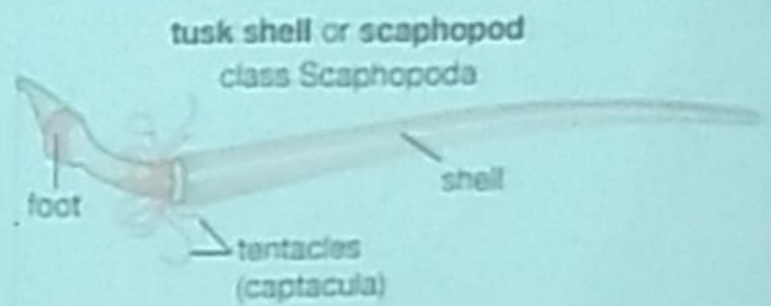 tusk shell or scaphopod
class Scaphopoda
shell
foot
tentacles
(captacula)